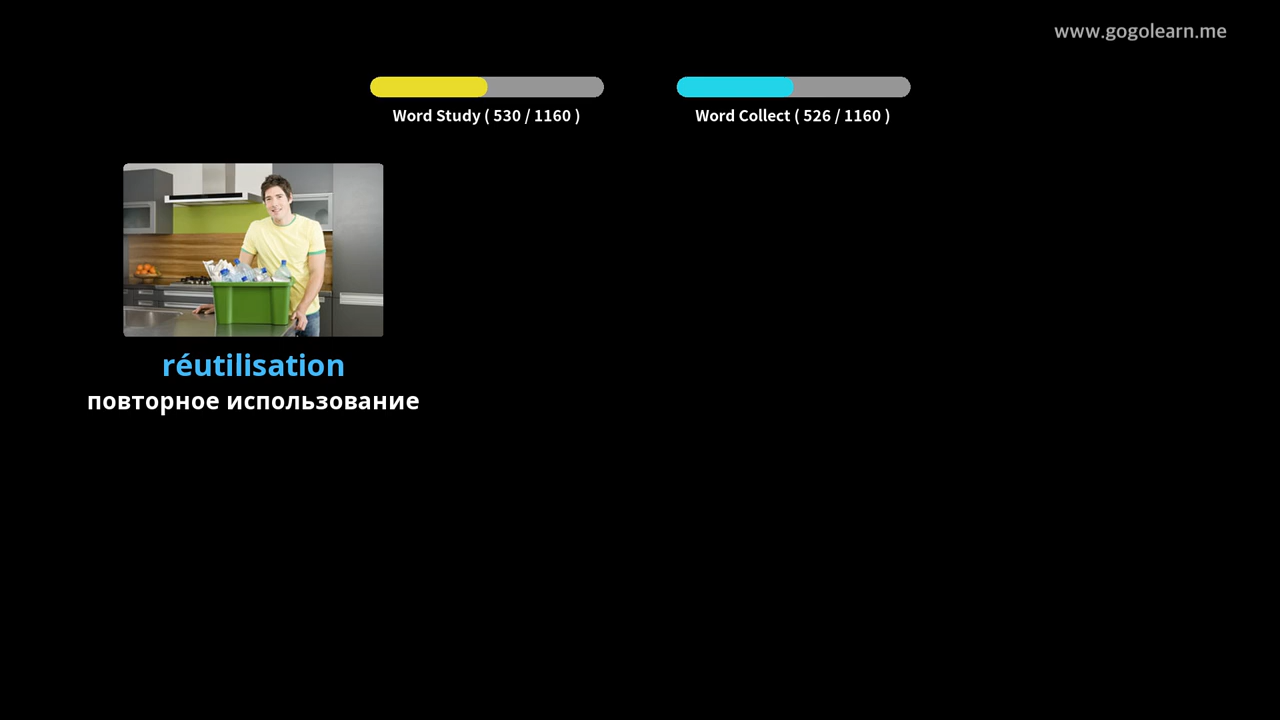 www.gogolearn.me
Word Study ( 530 / 1160 )
Word Collect ( 526 / 1160 )
réutilisation
повторное использование